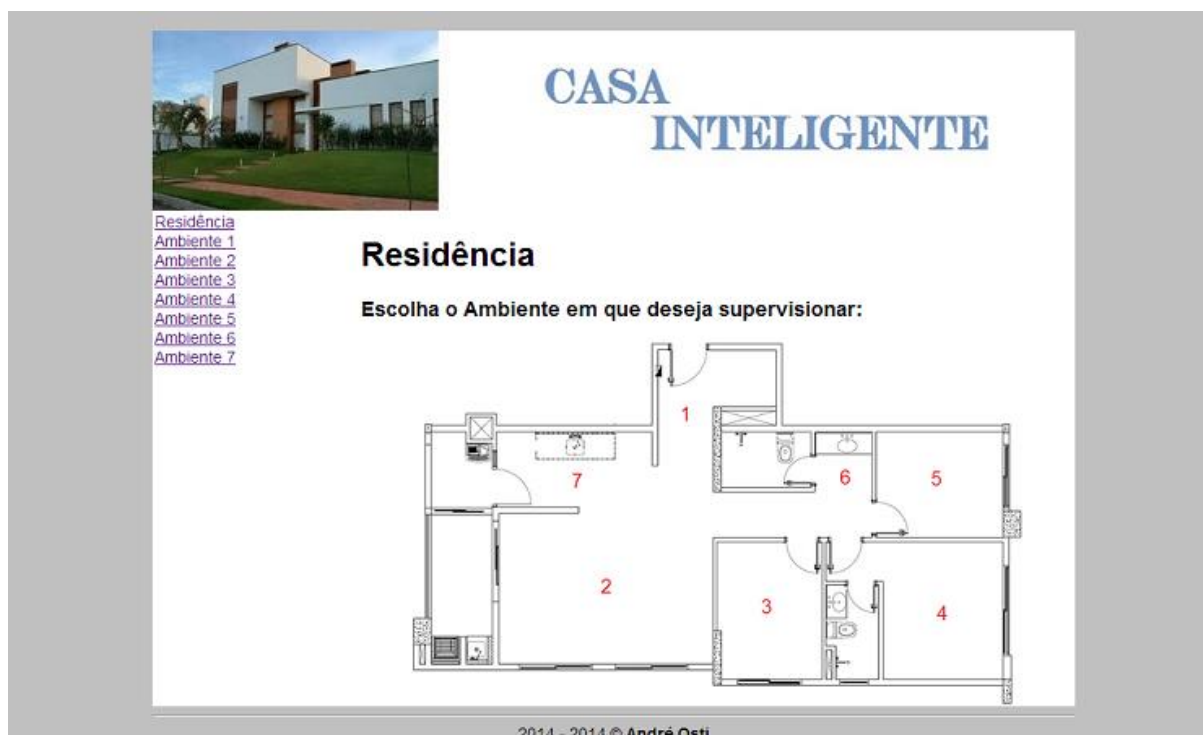 CASA
INTELIGENTE
Residência
Ambiente 1
Ambiente 2
Ambiente 3
Ambiente 4
Ambiente 5
Ambiente 6
Ambiente 7
Residência
Escolha o Ambiente em que deseja supervisionar:
1
7
6
5
2
3
4
2014 - 2014 © André Osti